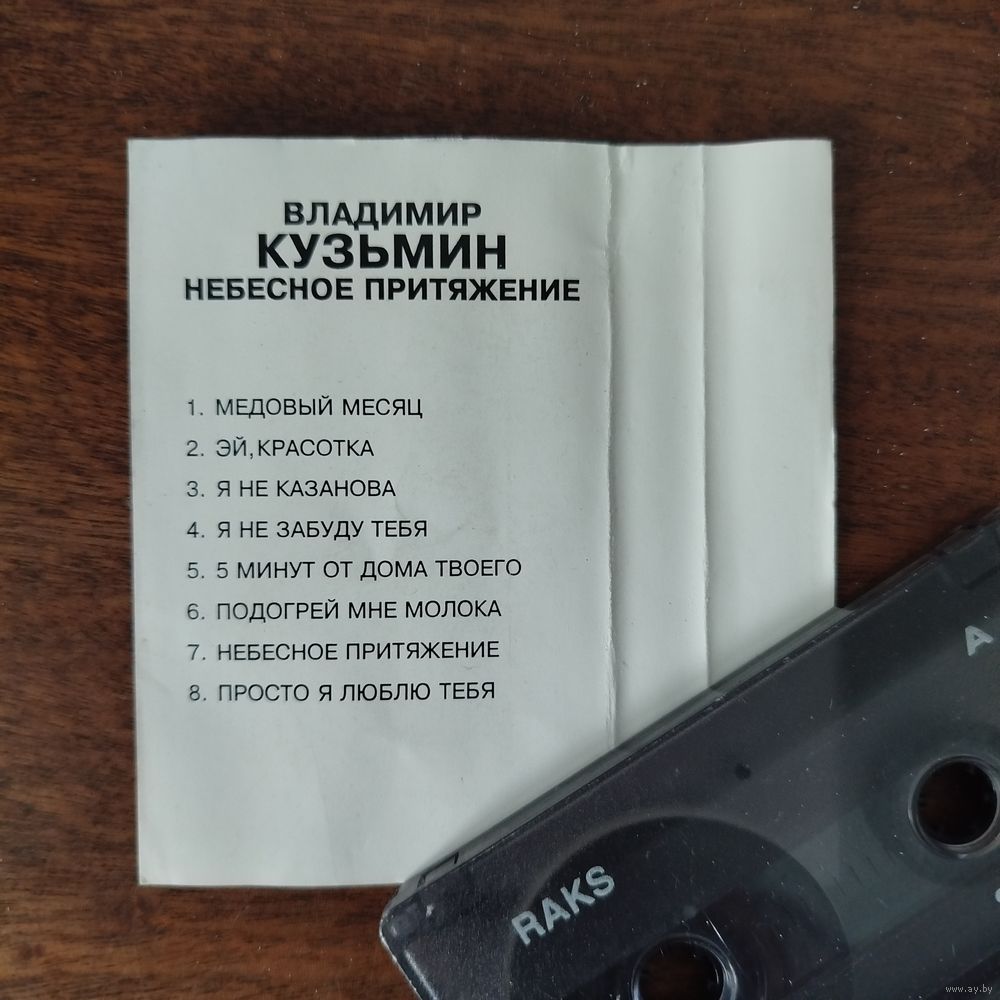 ВЛАДИМИР
КУЗЬМИН
НЕБЕСНОЕ ПРИТЯЖЕНИЕ
1. МЕДОВЫЙ МЕСЯЦ
2. ЭЙ,КРАСОТКА
3. Я НЕ КАЗАНОВА
4. Я НЕ ЗАБУДУ ТЕБЯ
5. 5 МИНУТ ОТ ДОМА ТВОЕГО
6. ПОДОГРЕЙ МНЕ МОЛОКА
7. НЕБЕСНОЕ ПРИТЯЖЕНИЕ
8. ПРОСТО Я ЛЮБЛЮ ТЕБЯ
A
RAKS
www.ay.by